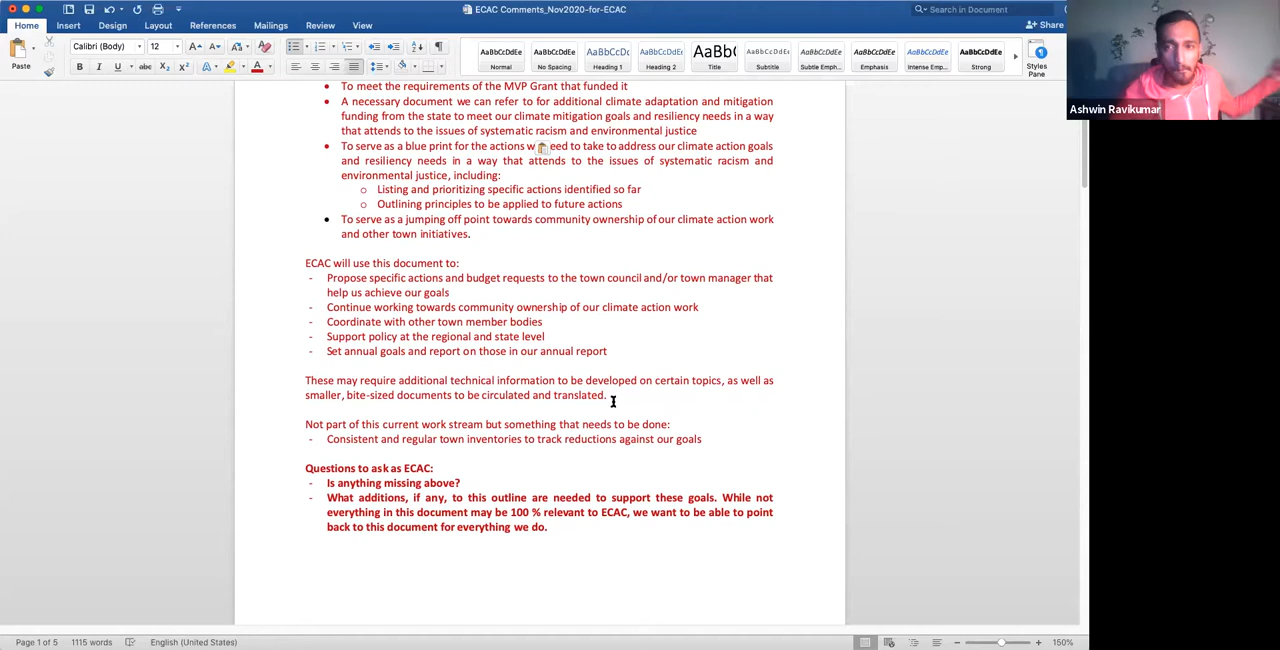 ECAC Comments_Nov2020-for-ECAC
Search in Document
Home Insert Design Layout References Mailings Review View
Share
Paste
Calibri (Body) 12
AaBbCcDdEe AaBbCcDdEe AaBbCcDc AaBbCcDdEe AaBb( AaBbCcDdEe AaBbCcDdEe AaBbCcDdEe AaBbCcDdEe AaBbCcDdEe
Normal No Spacing Heading 1 Heading 2 Title Subtitle Subtle Emph... Emphasis Intense Emp... Strong
Styles
Pane
Ashwin Ravikumar
• To meet the requirements of the MVP Grant that funded it
• A necessary document we can refer to for additional climate adaptation and mitigation
funding from the state to meet our climate mitigation goals and resiliency needs in a way
that attends to the issues of systematic racism and environmental justice
• To serve as a blue print for the actions w eed to take to address our climate action goals
and resiliency needs in a way that attends to the issues of systematic racism and
environmental justice, including:
o Listing and prioritizing specific actions identified so far
o Outlining principles to be applied to future actions
• To serve as a jumping off point towards community ownership of our climate action work
and other town initiatives.
ECAC will use this document to:
- Propose specific actions and budget requests to the town council and/or town manager that
help us achieve our goals
- Continue working towards community ownership of our climate action work
- Coordinate with other town member bodies
- Support policy at the regional and state level
- Set annual goals and report on those in our annual report
These may require additional technical information to be developed on certain topics, as well as
smaller, bite-sized documents to be circulated and translated.
Not part of this current work stream but something that needs to be done:
- Consistent and regular town inventories to track reductions against our goals
Questions to ask as ECAC:
- Is anything missing above?
- What additions, if any, to this outline are needed to support these goals. While not
everything in this document may be 100 % relevant to ECAC, we want to be able to point
back to this document for everything we do.
Page 1 of 5 1115 words English (United States) 150%